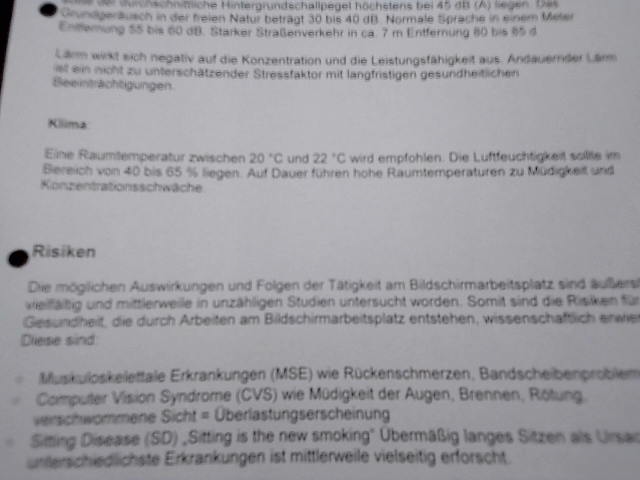 sollte der durchschnittliche Hintergrundschallpegel höchstens bei 45 dB (A) liegen. Das
Grundgeräusch in der freien Natur beträgt 30 bis 40 dB. Normale Sprache in einem Meter
Entfernung 55 bis 60 dB. Starker Straßenverkehr in ca. 7 m Entfernung 80 bis 85 d
Lärm wirkt sich negativ auf die Konzentration und die Leistungsfähigkeit aus. Andauernder Lärm
ist ein nicht zu unterschätzender Stressfaktor mit langfristigen gesundheitlichen
Beeinträchtigungen.
Klima:
Eine Raumtemperatur zwischen 20 °C und 22 °C wird empfohlen. Die Luftfeuchtigkeit sollte im
Bereich von 40 bis 65 % liegen. Auf Dauer führen hohe Raumtemperaturen zu Müdigkeit und
Konzentrationsschwäche.
Risiken
Die möglichen Auswirkungen und Folgen der Tätigkeit am Bildschirmarbeitsplatz sind äußerst
vielfältig und mittlerweile in unzähligen Studien untersucht worden. Somit sind die Risiken für
Gesundheit, die durch Arbeiten am Bildschirmarbeitsplatz entstehen, wissenschaftlich erwie
Diese sind:
Muskuloskelettale Erkrankungen (MSE) wie Rückenschmerzen, Bandscheibenproblem
Computer Vision Syndrome (CVS) wie Müdigkeit der Augen, Brennen, Rötung,
verschwommene Sicht = Überlastungserscheinung
Sitting Disease (SD) „Sitting is the new smoking“ Übermäßig langes Sitzen als Ursac
unterschiedlichste Erkrankungen ist mittlerweile vielseitig erforscht.